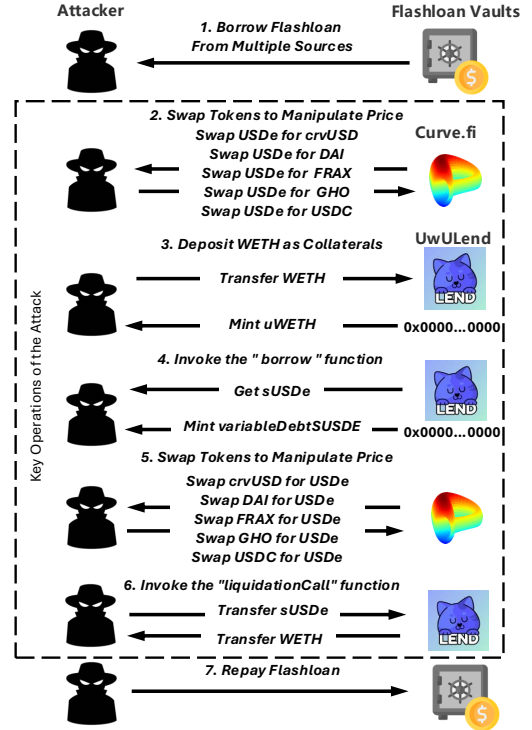 Attacker
Flashloan Vaults
1. Borrow Flashloan
From Multiple Sources
Key Operations of the Attack
2. Swap Tokens to Manipulate Price
Curve.fi
Swap USDe for crvUSD
Swap USDe for DAI
Swap USDe for FRAX
Swap USDe for GHO
Swap USDe for USDC
3. Deposit WETH as Collaterals
UwULend
Transfer WETH
LEND
Mint uWETH
0x0000...0000
4. Invoke the " borrow " function
Get sUSDe
LEND
Mint variableDebtSUSDE
0x0000...0000
5. Swap Tokens to Manipulate Price
Swap crvUSD for USDe
Swap DAI for USDe
Swap FRAX for USDe
Swap GHO for USDe
Swap USDC for USDe
6. Invoke the "liquidationCall" function
Transfer sUSDe
Transfer WETH
LEND
7. Repay Flashloan